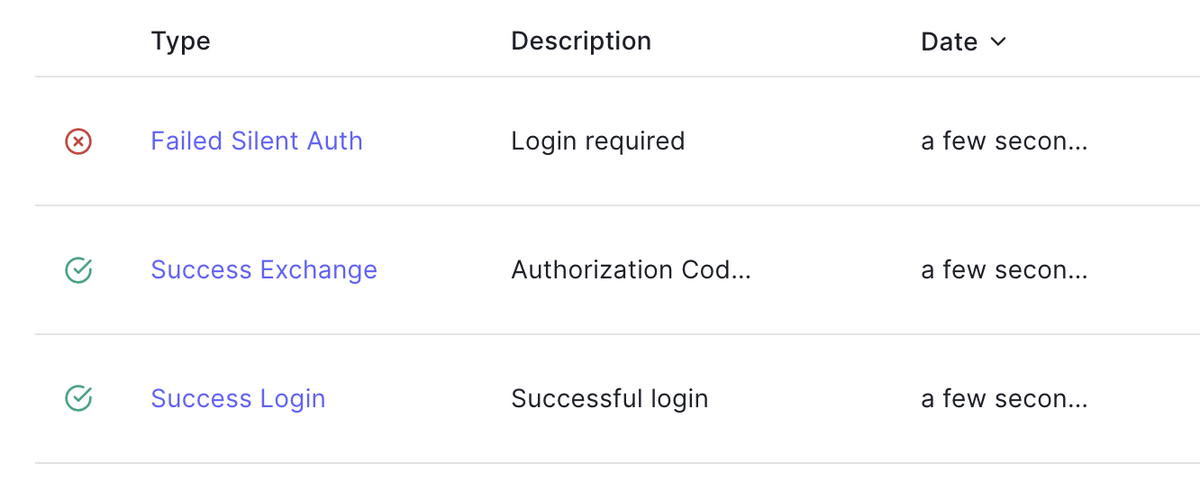 Type Description Date
Failed Silent Auth Login required a few secon...
Success Exchange Authorization Cod... a few secon...
Success Login Successful login a few secon...